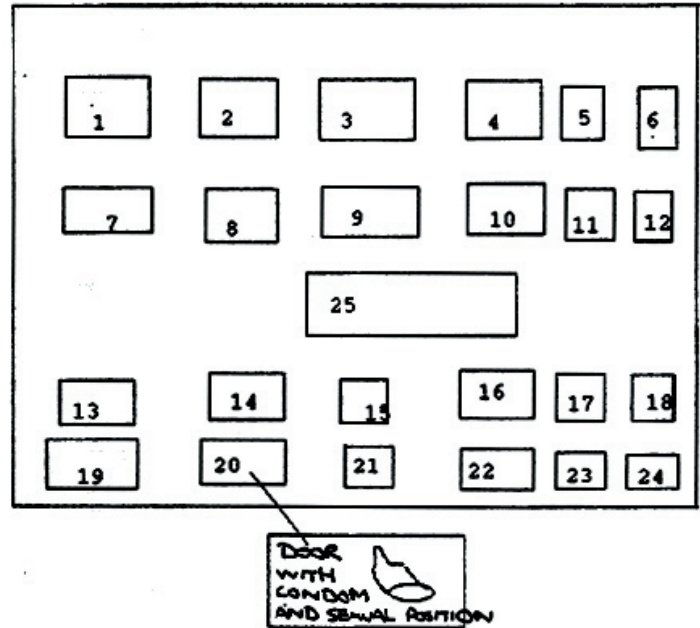 1 2 3 4 5 6
7 8 9 10 11 12
25
13 14 15 16 17 18
19 20 21 22 23 24
DOOR
WITH
CONDOM
AND SEXUAL POSITION